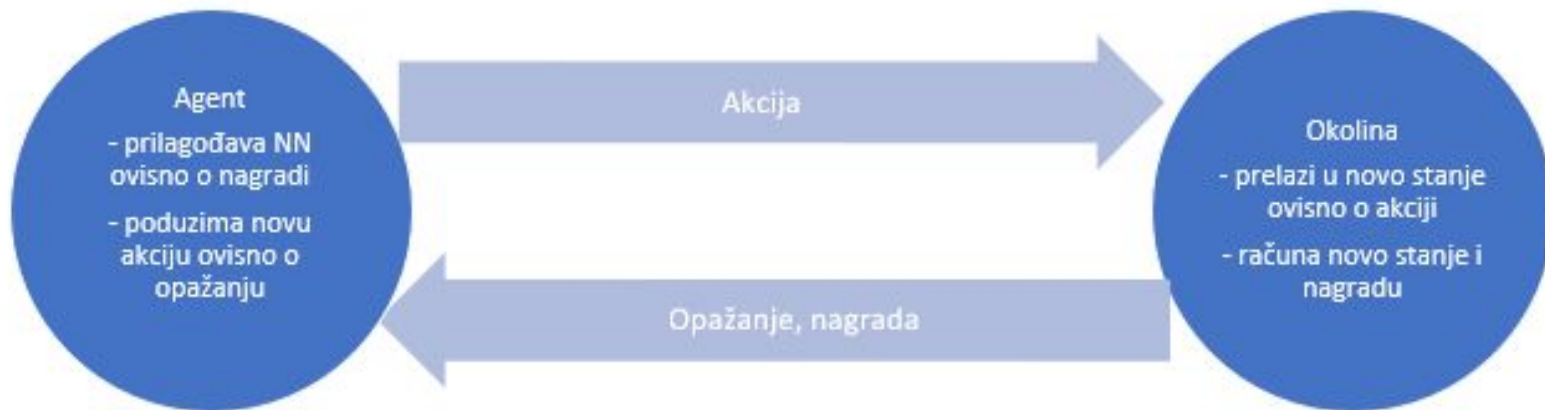 Agent
- prilagođava NN
ovisno o nagradi
- poduzima novu
akciju ovisno o
opažanju
Akcija
Opažanje, nagrada
Okolina
- prelazi u novo stanje
ovisno o akciji
- računa novo stanje i
nagradu